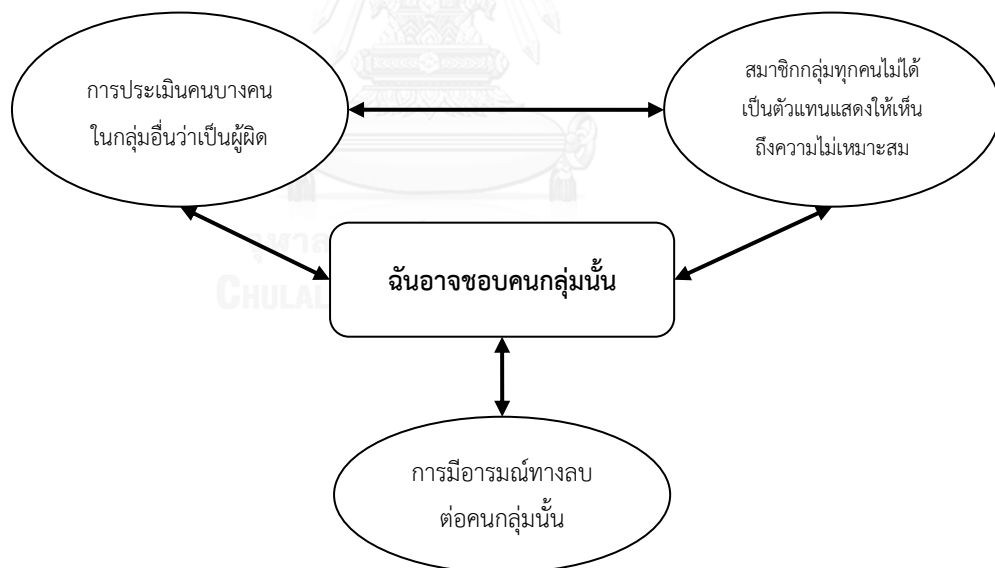 การประเมินคนบางคน
ในกลุ่มอื่นว่าเป็นผู้ผิด
สมาชิกกลุ่มทุกคนไม่ได้
เป็นตัวแทนแสดงให้เห็น
ถึงความไม่เหมาะสม
ฉันอาจชอบคนกลุ่มนั้น
การมีอารมณ์ทางลบ
ต่อคนกลุ่มนั้น